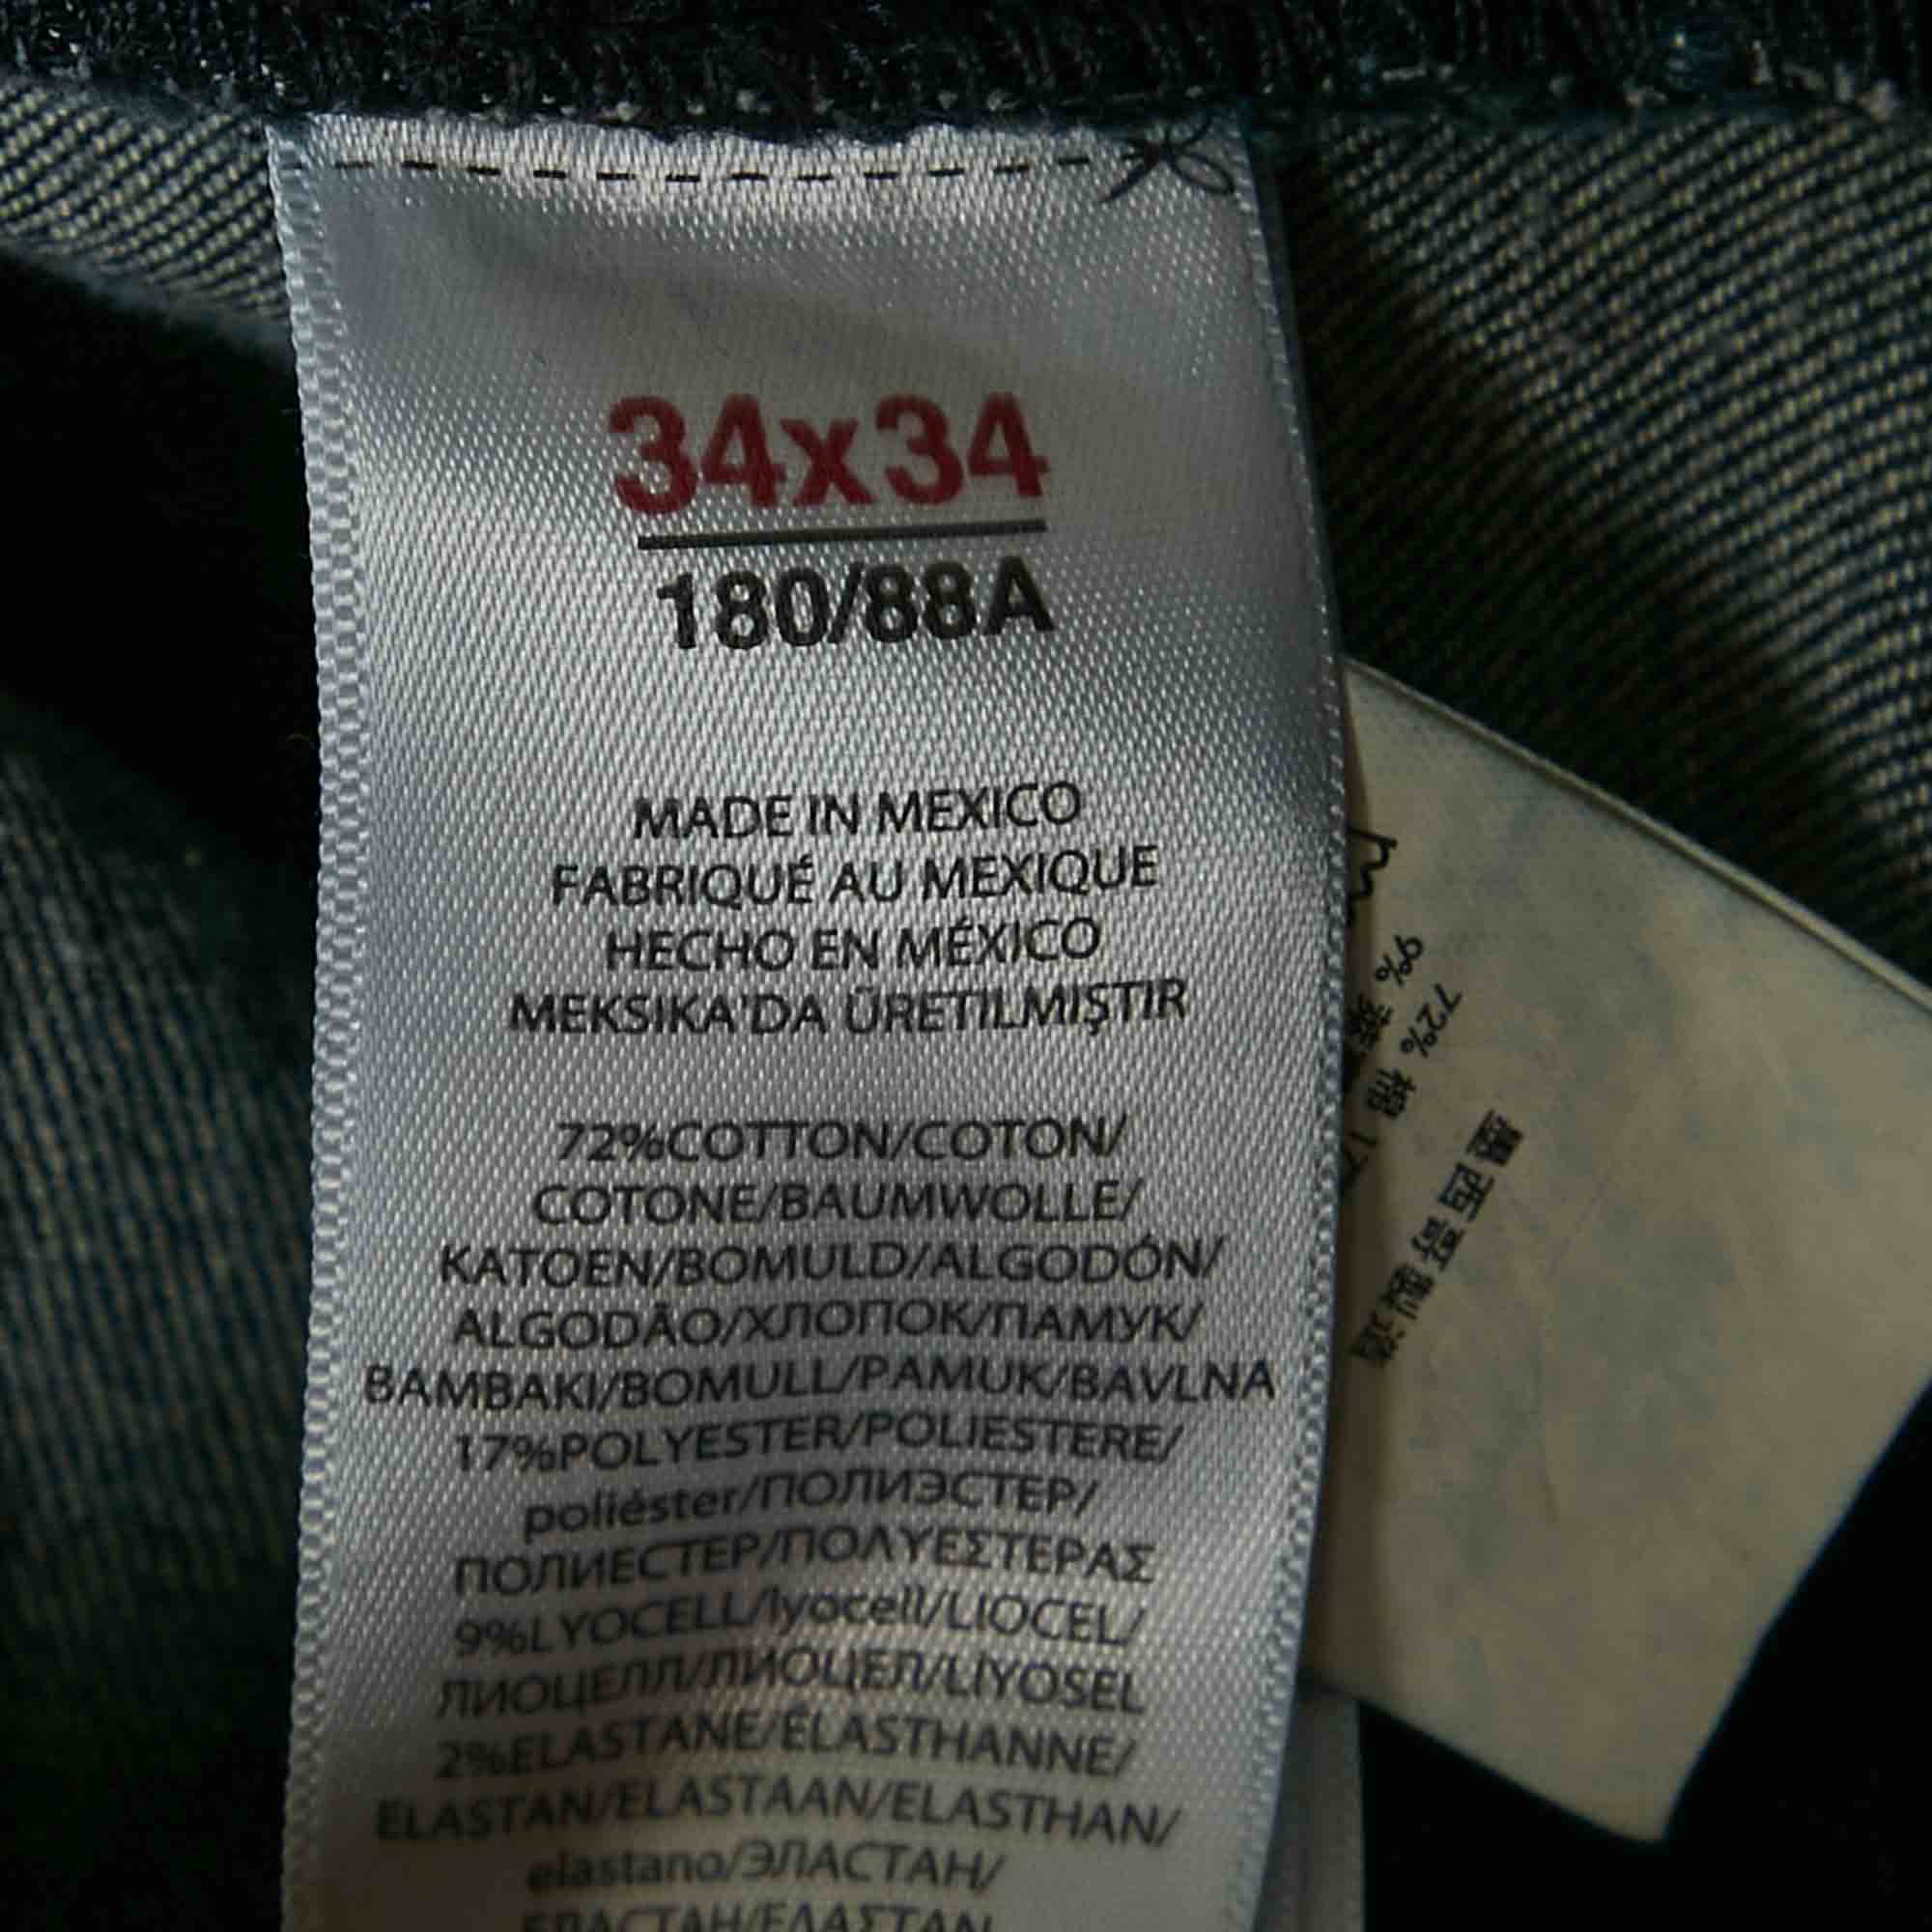 34x34
180/88A
MADE IN MEXICO
FABRIQUÉ AU MEXIQUE
HECHO EN MÉXICO
MEKSIKA'DA ÜRETILMIŞTIR
72%COTTON/COTON/
COTONE/BAUMWOLLE/
KATOEN/BOMULD/ALGODÓN/
ALGODÃO/ХЛОПОК/ПАМУК/
BAMBAKI/BOMULL/PAMUK/BAVLNA
17%POLYESTER/POLIESTERE/
poliéster/ПОЛИЭСТЕР/
ПОЛИЕСТЕР/ΠΟΛΥΕΣΤΕΡΑΣ
9%LYOCELL/lyocell/LIOCEL/
ЛИОЦЕЛЛ/ЛИОЦЕЛ/LIYOSEL
2%ELASTANE/ÉLASTHANNE/
ELASTAN/ELASTAAN/ELASTHAN/
elastano/ЭЛАСТАН/
ЕЛАСТАН/ΕΛΑΣΤΑΝ
墨西哥製造
72% 棉
9%